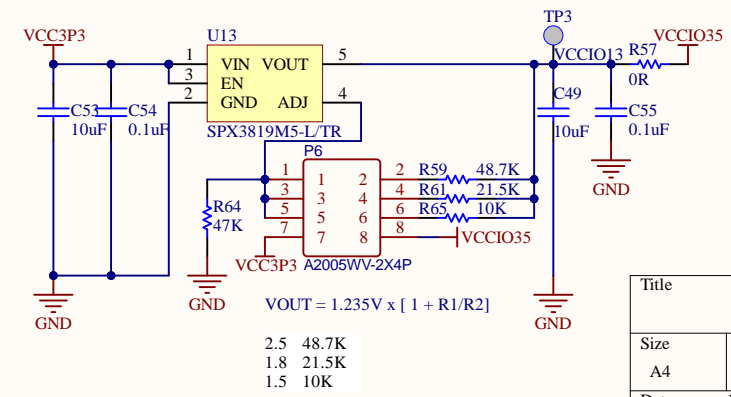 TP3
VCC3P3
U13
VCCIO13
R57
VCCIO35
0R
1 VIN VOUT 5
3 EN
2 GND ADJ 4
C53
10uF
C54
0.1uF
C49
10uF
C55
0.1uF
SPX3819M5-L/TR
P6
GND
1 1 2 2 R59 48.7K
3 3 4 4 R61 21.5K
5 5 6 6 R65 10K
7 7 8 8 VCCIO35
R64
47K
VCC3P3
A2005WV-2X4P
GND
GND
GND
VOUT = 1.235V x [ 1 + R1/R2]
2.5 48.7K
1.8 21.5K
1.5 10K
Title
Size
A4